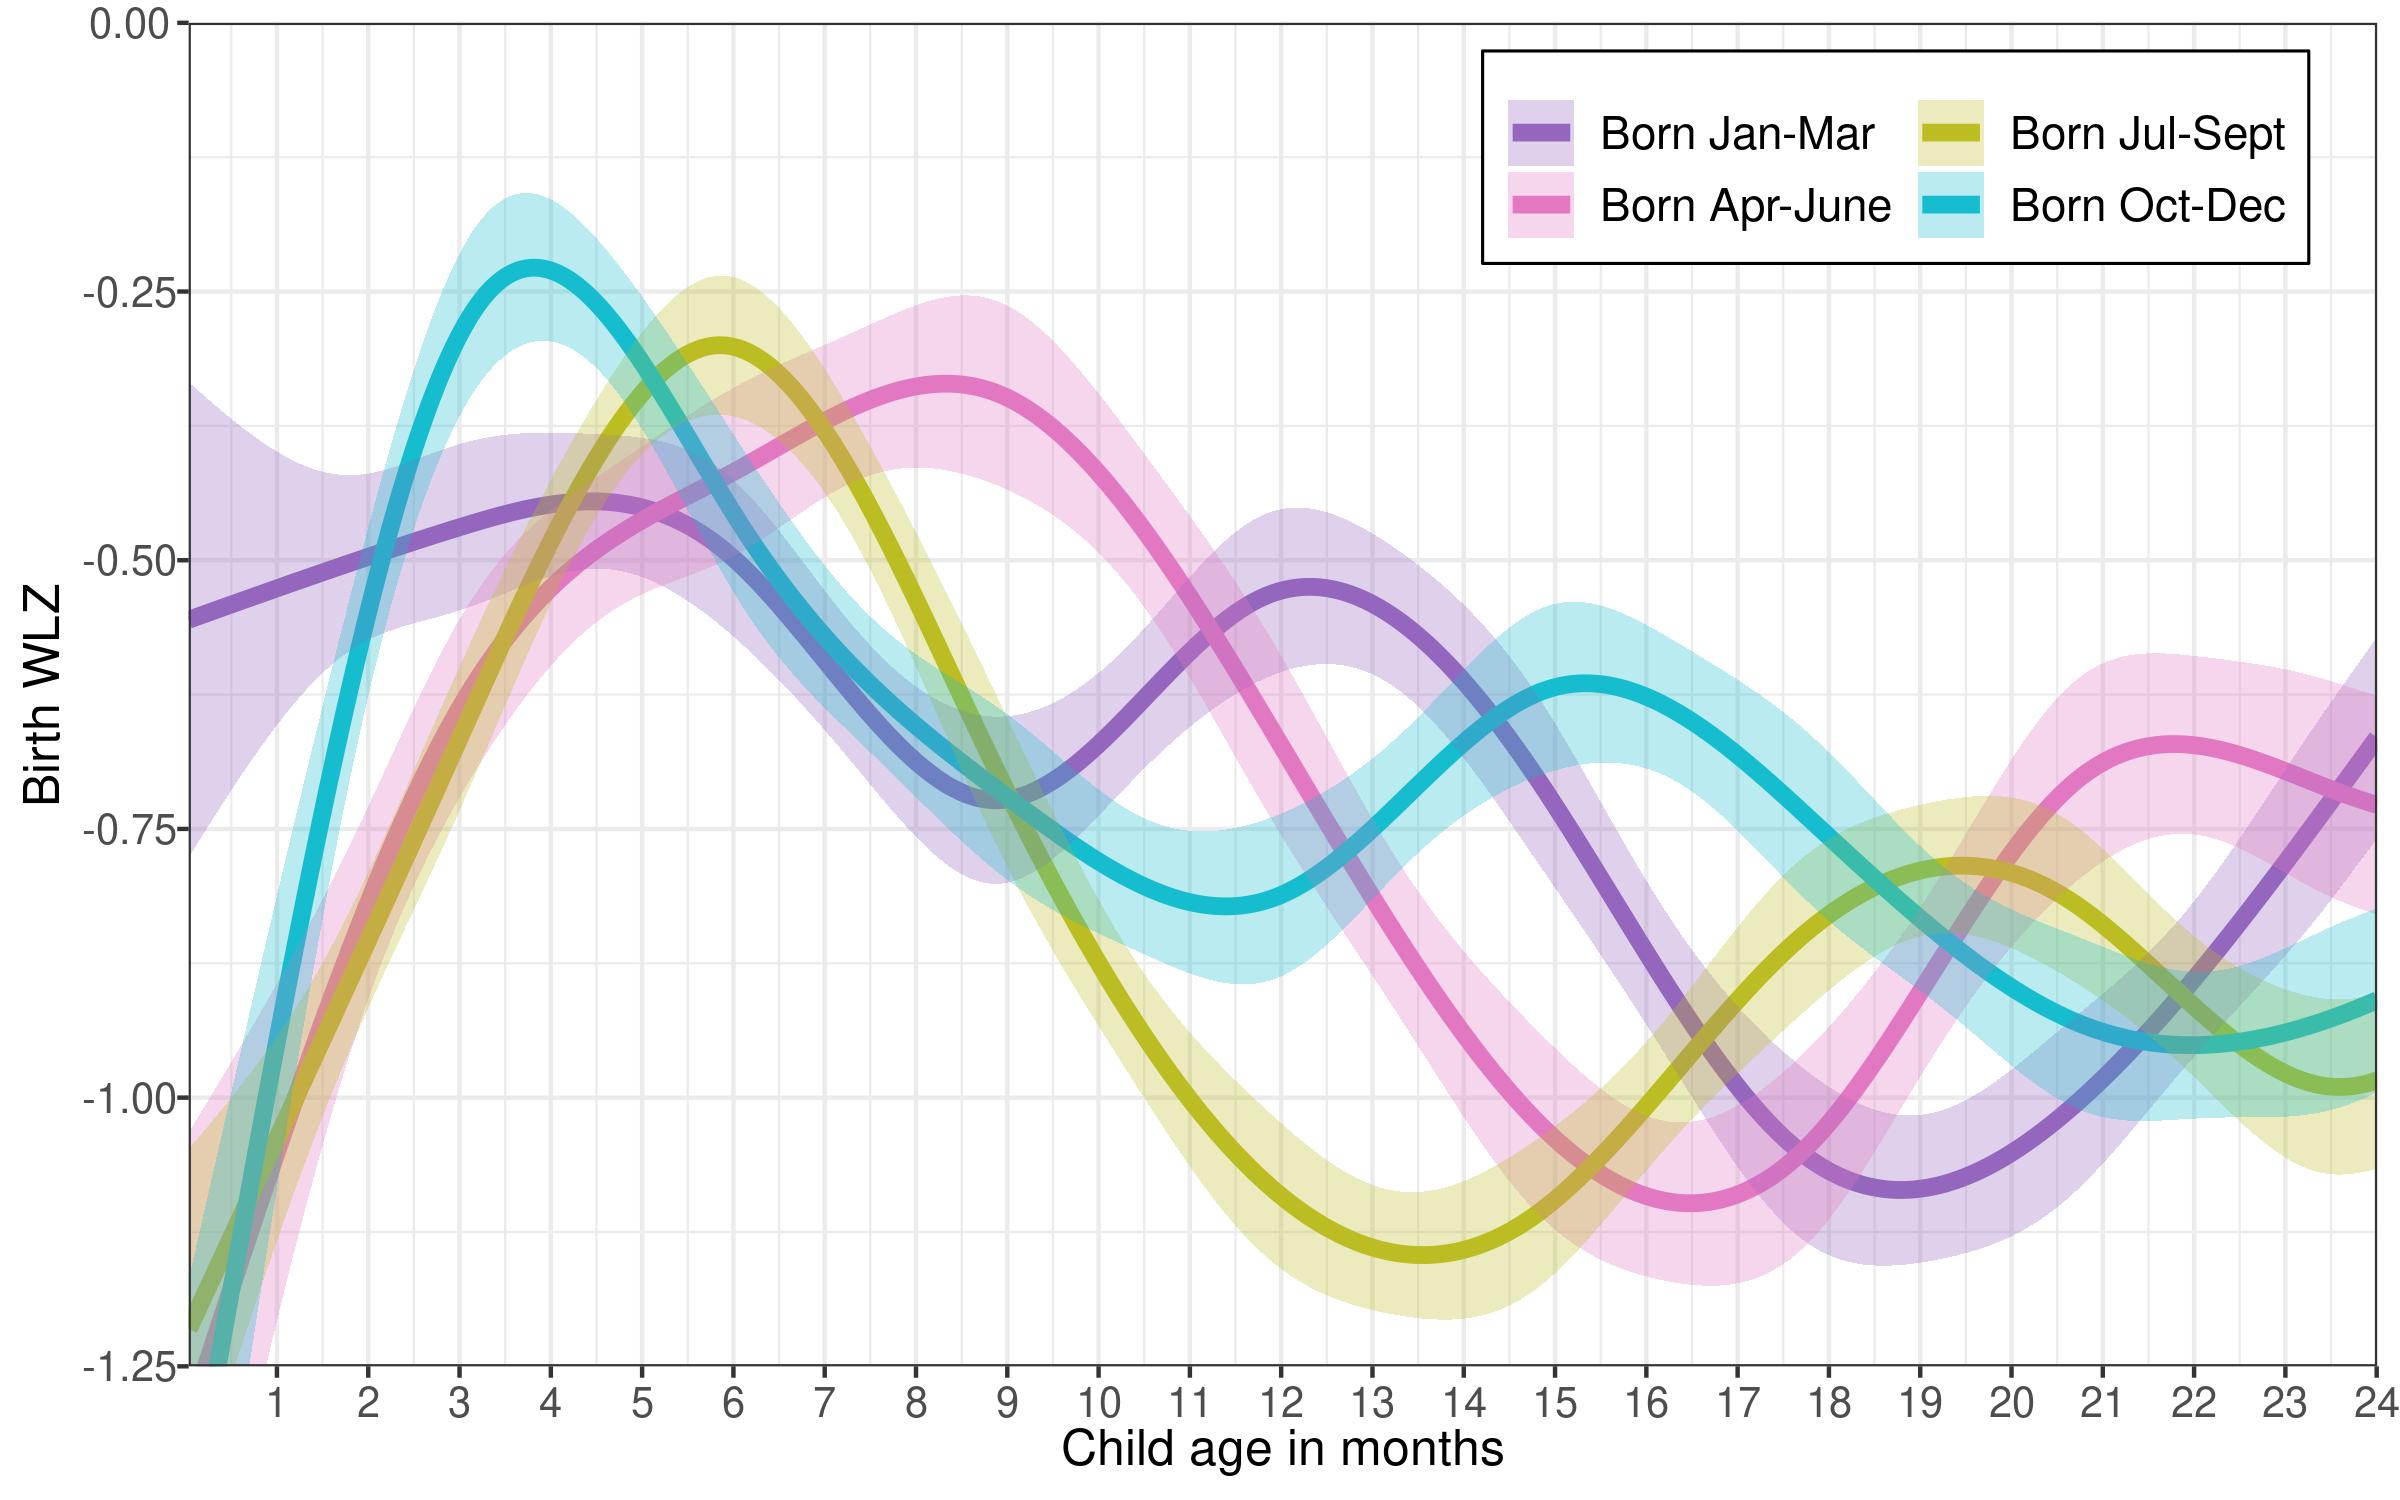 0.00
-0.25
-0.50
-0.75
-1.00
-1.25
Birth WLZ
Born Jan-Mar
Born Apr-June
Born Jul-Sept
Born Oct-Dec
1 2 3 4 5 6 7 8 9 10 11 12 13 14 15 16 17 18 19 20 21 22 23 24
Child age in months